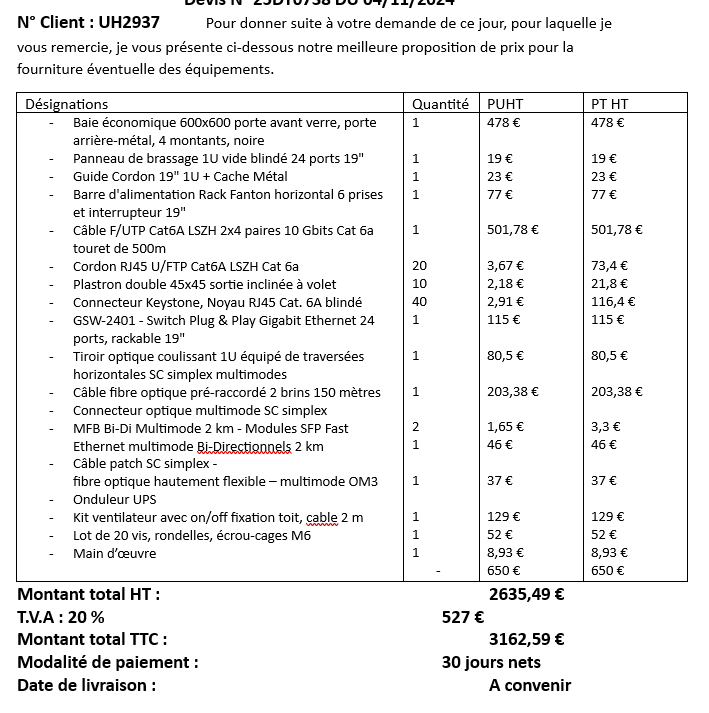 Devis N° 25DT0738 DU 04/11/2024
N° Client : UH2937 Pour donner suite à votre demande de ce jour, pour laquelle je
vous remercie, je vous présente ci-dessous notre meilleure proposition de prix pour la
fourniture éventuelle des équipements.
Désignations Quantité PUHT PT HT
- Baie économique 600x600 porte avant verre, porte 1 478 € 478 €
arrière-métal, 4 montants, noire
- Panneau de brassage 1U vide blindé 24 ports 19" 1 19 € 19 €
- Guide Cordon 19" 1U + Cache Métal 1 23 € 23 €
- Barre d'alimentation Rack Fanton horizontal 6 prises 1 77 € 77 €
et interrupteur 19"
- Câble F/UTP Cat6A LSZH 2x4 paires 10 Gbits Cat 6a 1 501,78 € 501,78 €
touret de 500m
- Cordon RJ45 U/FTP Cat6A LSZH Cat 6a 20 3,67 € 73,4 €
- Plastron double 45x45 sortie inclinée à volet 10 2,18 € 21,8 €
- Connecteur Keystone, Noyau RJ45 Cat. 6A blindé 40 2,91 € 116,4 €
- GSW-2401 - Switch Plug & Play Gigabit Ethernet 24 1 115 € 115 €
ports, rackable 19"
- Tiroir optique coulissant 1U équipé de traversées 1 80,5 € 80,5 €
horizontales SC simplex multimodes
- Câble fibre optique pré-raccordé 2 brins 150 mètres 1 203,38 € 203,38 €
- Connecteur optique multimode SC simplex
- MFB Bi-Di Multimode 2 km - Modules SFP Fast 2 1,65 € 3,3 €
Ethernet multimode Bi-Directionnels 2 km 1 46 € 46 €
- Câble patch SC simplex -
fibre optique hautement flexible – multimode OM3 1 37 € 37 €
- Onduleur UPS
- Kit ventilateur avec on/off fixation toit, cable 2 m 1 129 € 129 €
- Lot de 20 vis, rondelles, écrou-cages M6 1 52 € 52 €
- Main d’œuvre 1 8,93 € 8,93 €
- 650 € 650 €
Montant total HT : 2635,49 €
T.V.A : 20 % 527 €
Montant total TTC : 3162,59 €
Modalité de paiement : 30 jours nets
Date de livraison : A convenir